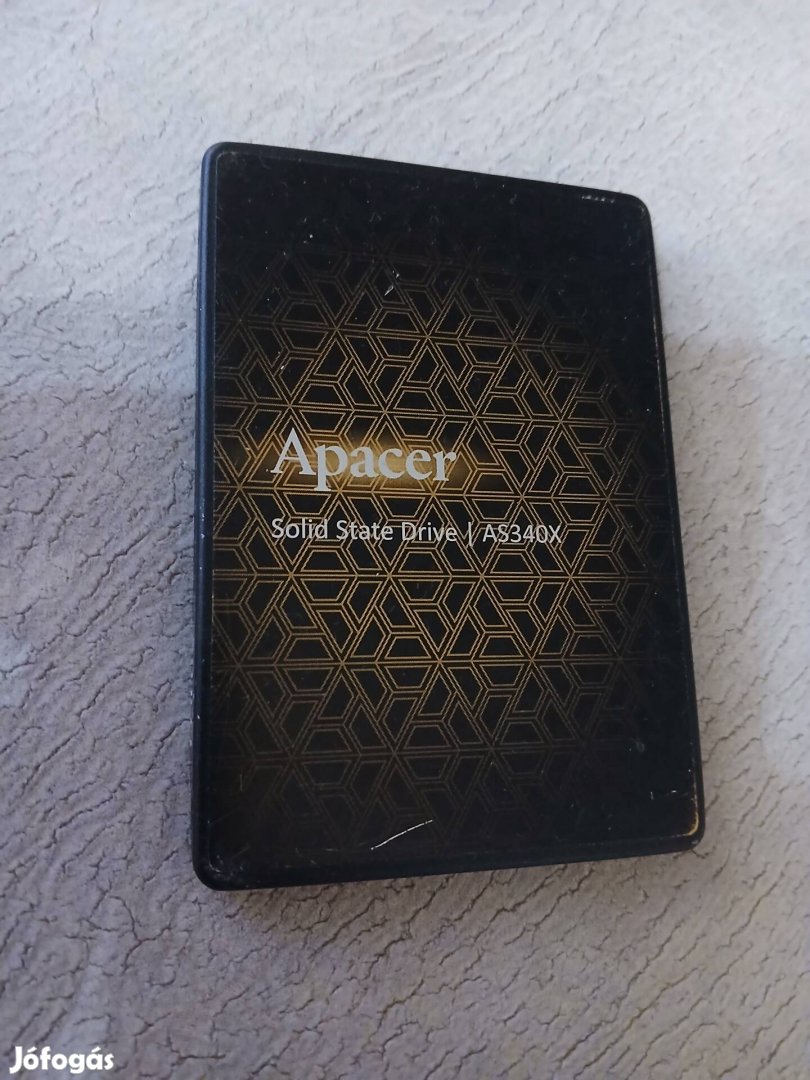 Apacer
Solid State Drive | AS340X
Jófogás